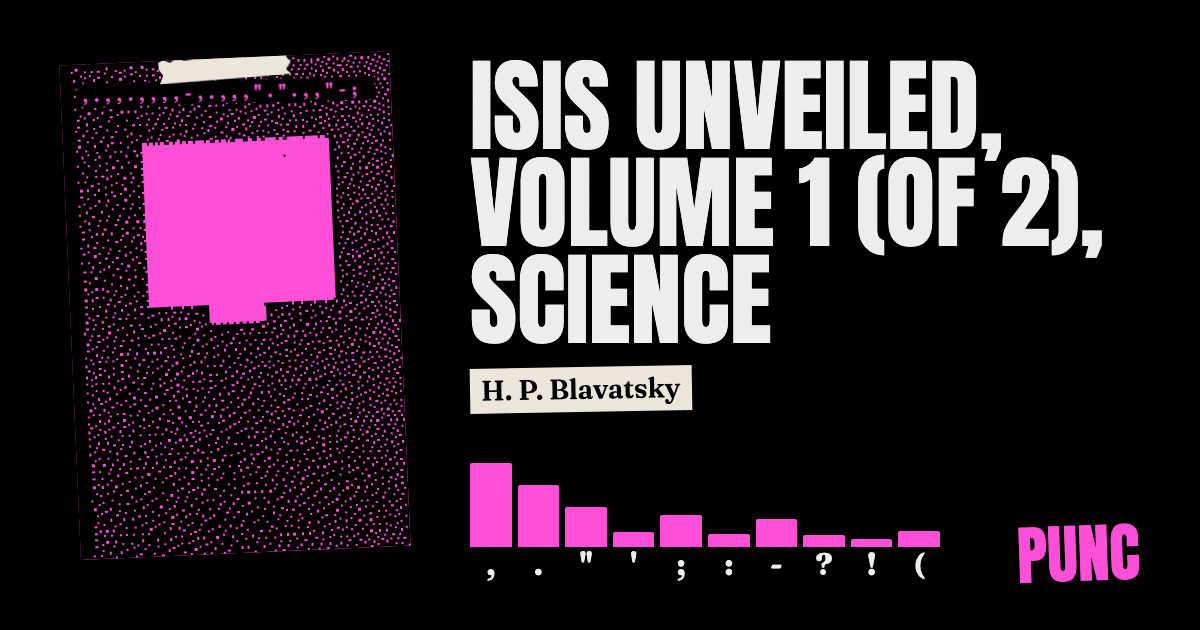 ,,,,.,,,,,-,,,,,".".,,,"-;
ISIS UNVEILED,
VOLUME 1 (OF 2),
SCIENCE
H. P. Blavatsky
, . " ' ; : - ? ! (
PUNC